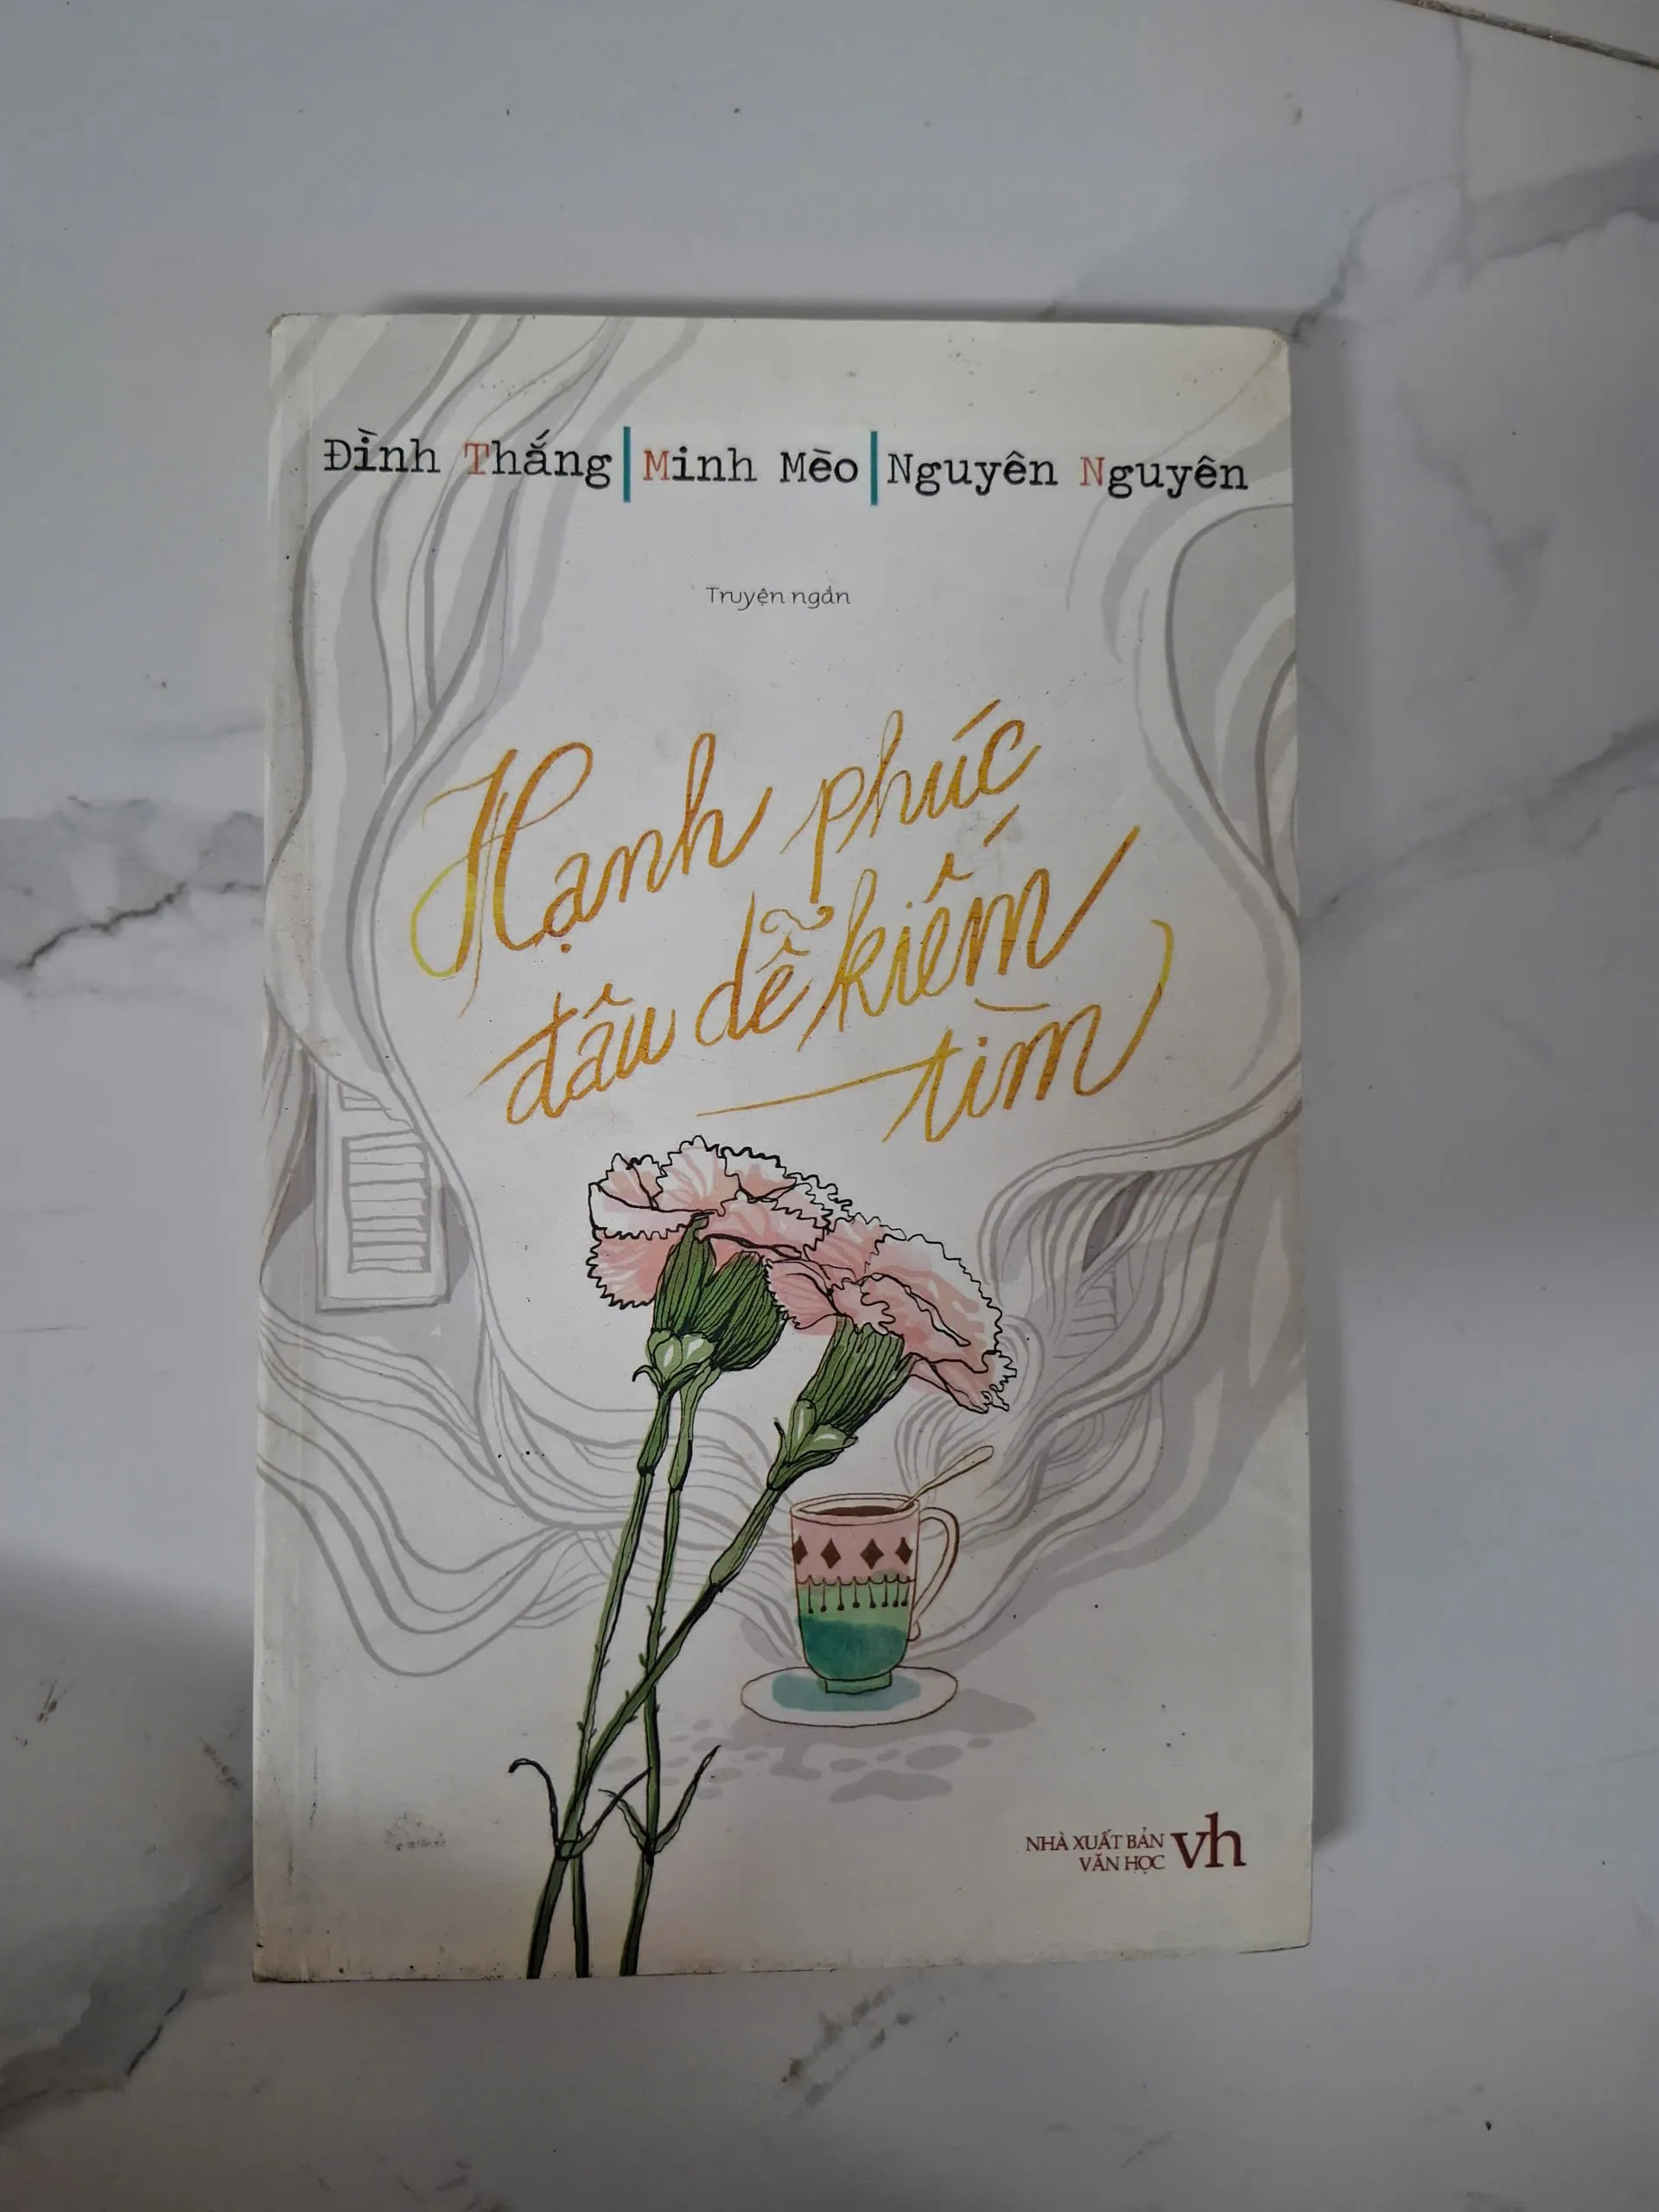 Đình Thắng|Minh Mèo|Nguyên Nguyên
Truyện ngắn
Hạnh phúc
đâu dễ kiếm
tìm
NHÀ XUẤT BẢN
VĂN HỌC
vh